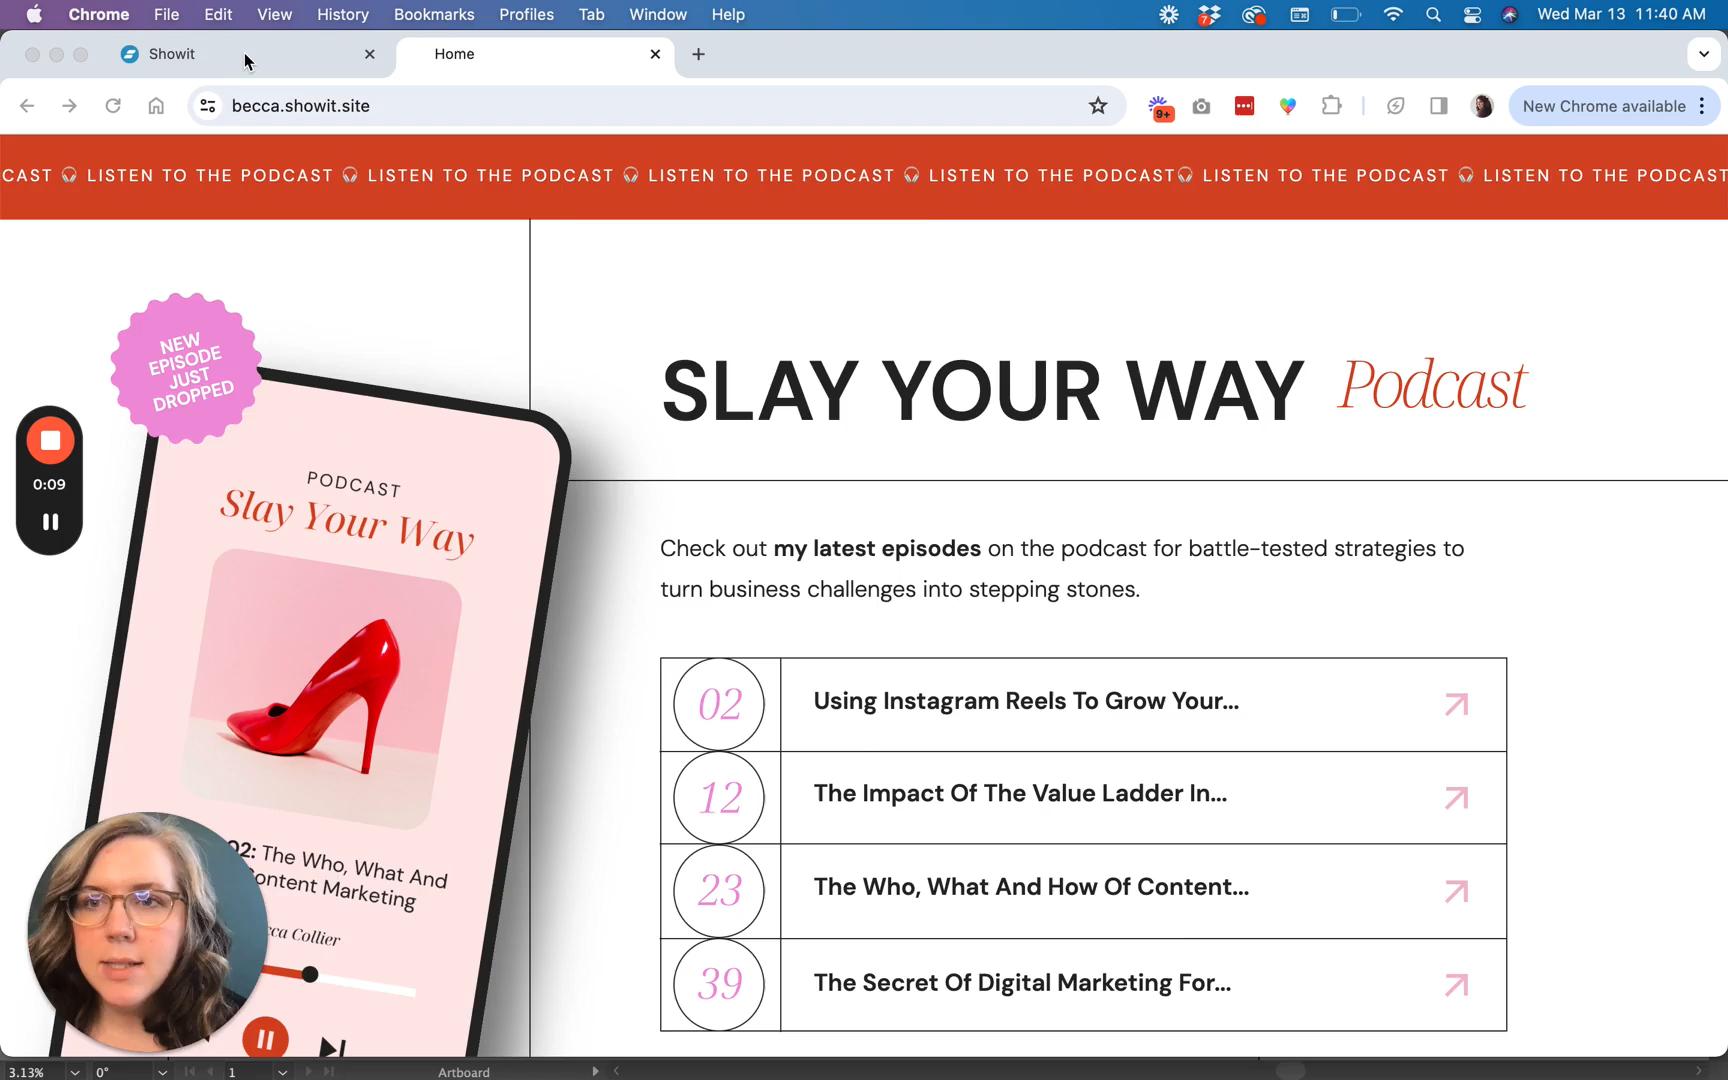 Chrome File Edit View History Bookmarks Profiles Tab Window Help
7
Wed Mar 13 11:40 AM
Showit
Home
becca.showit.site
9+
New Chrome available
CAST 🎧 LISTEN TO THE PODCAST 🎧 LISTEN TO THE PODCAST 🎧 LISTEN TO THE PODCAST 🎧 LISTEN TO THE PODCAST🎧 LISTEN TO THE PODCAST 🎧 LISTEN TO THE PODCAST
NEW
EPISODE
JUST
DROPPED
SLAY YOUR WAY Podcast
0:09
PODCAST
Slay Your Way
Check out my latest episodes on the podcast for battle-tested strategies to
turn business challenges into stepping stones.
02 Using Instagram Reels To Grow Your...
12 The Impact Of The Value Ladder In...
23 The Who, What And How Of Content...
39 The Secret Of Digital Marketing For...
02: The Who, What And
ontent Marketing
cca Collier
3.13% 0° 1 Artboard